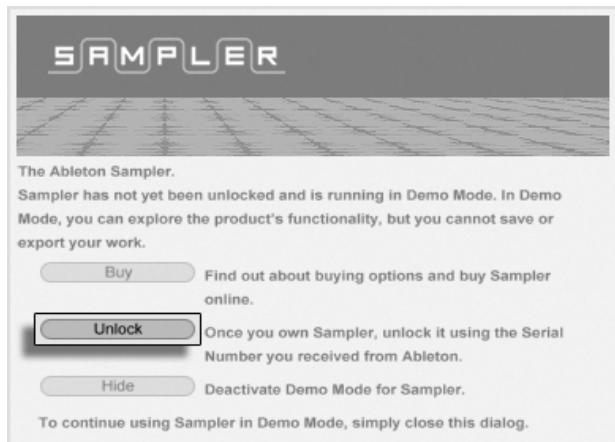 SAMPLER
The Ableton Sampler.
Sampler has not yet been unlocked and is running in Demo Mode. In Demo
Mode, you can explore the product's functionality, but you cannot save or
export your work.
Buy
Find out about buying options and buy Sampler
online.
Unlock
Once you own Sampler, unlock it using the Serial
Number you received from Ableton.
Hide
Deactivate Demo Mode for Sampler.
To continue using Sampler in Demo Mode, simply close this dialog.